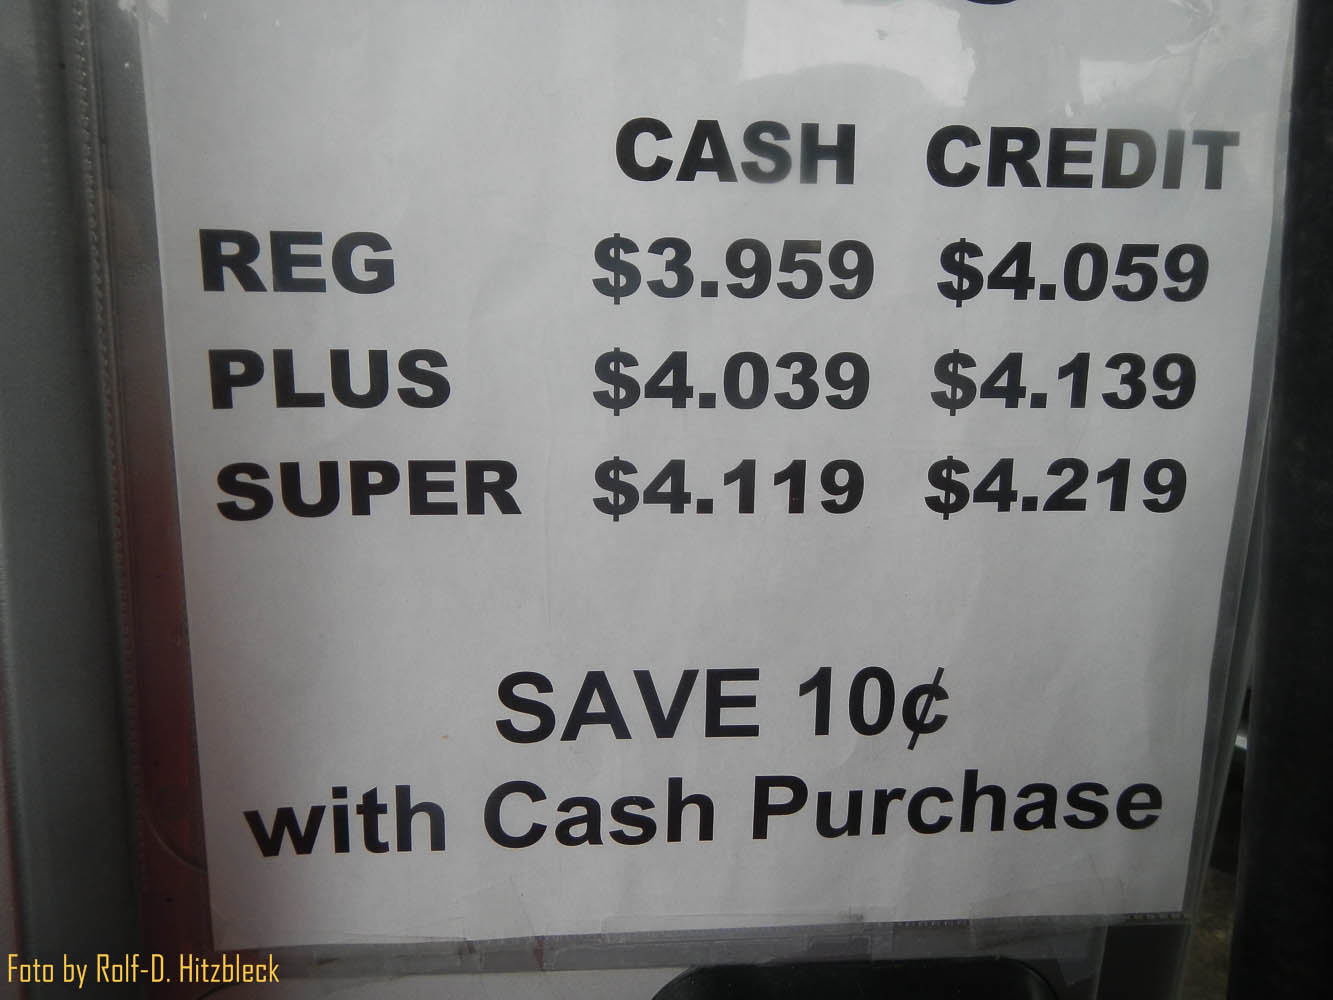 CASH CREDIT
REG $3.959 $4.059
PLUS $4.039 $4.139
SUPER $4.119 $4.219
SAVE 10¢
with Cash Purchase
Foto by Rolf-D. Hitzbleck